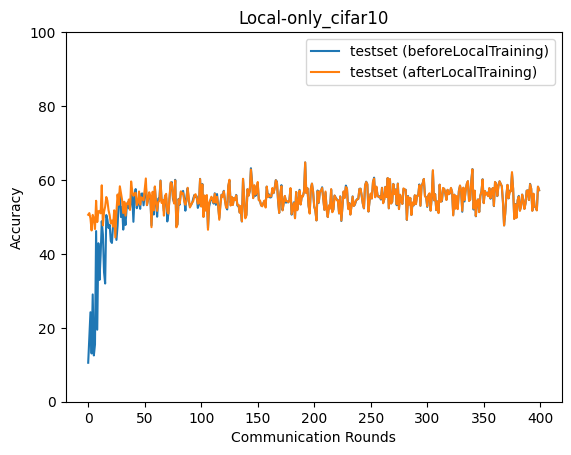 Local-only_cifar10
testset (beforeLocalTraining)
testset (afterLocalTraining)
Accuracy
100
80
60
40
20
0
0 50 100 150 200 250 300 350 400
Communication Rounds